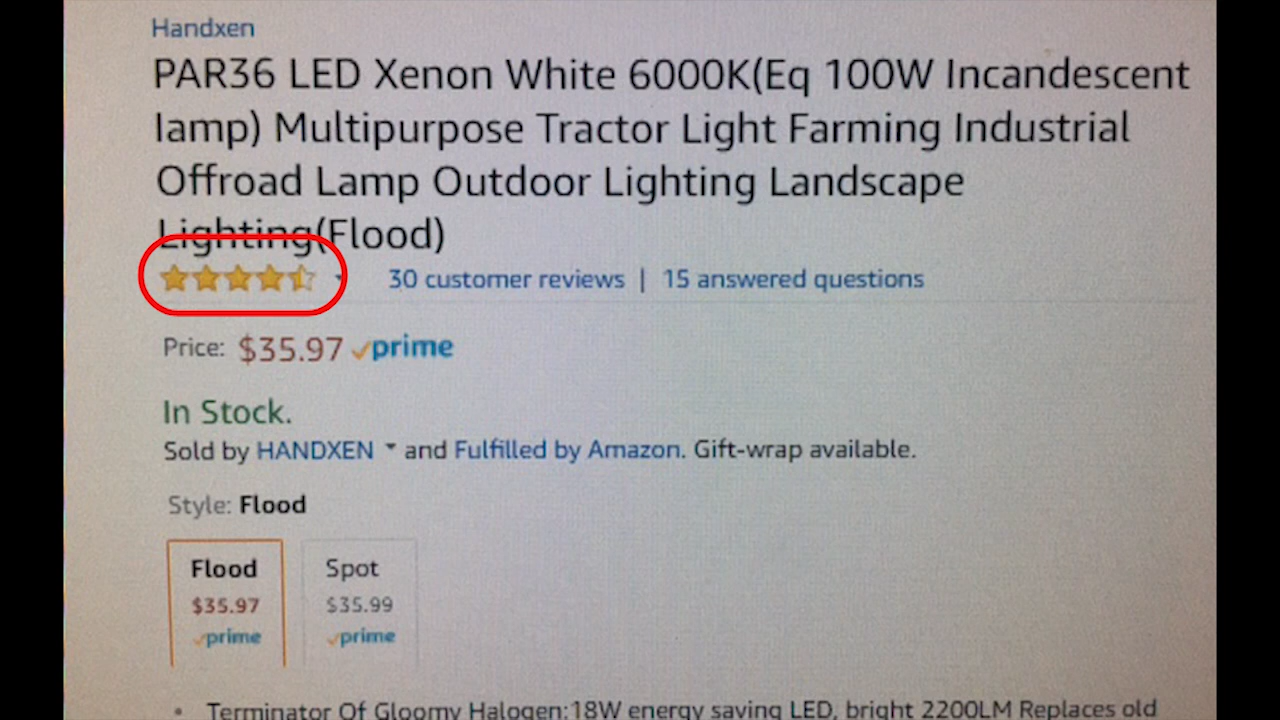 Handxen
PAR36 LED Xenon White 6000K(Eq 100W Incandescent
lamp) Multipurpose Tractor Light Farming Industrial
Offroad Lamp Outdoor Lighting Landscape
Lighting(Flood)
30 customer reviews | 15 answered questions
Price: $35.97 prime
In Stock.
Sold by HANDXEN and Fulfilled by Amazon. Gift-wrap available.
Style: Flood
Flood Spot
$35.97 $35.99
prime prime
• Terminator Of Gloomy Halogen:18W energy saving LED, bright 2200LM Replaces old